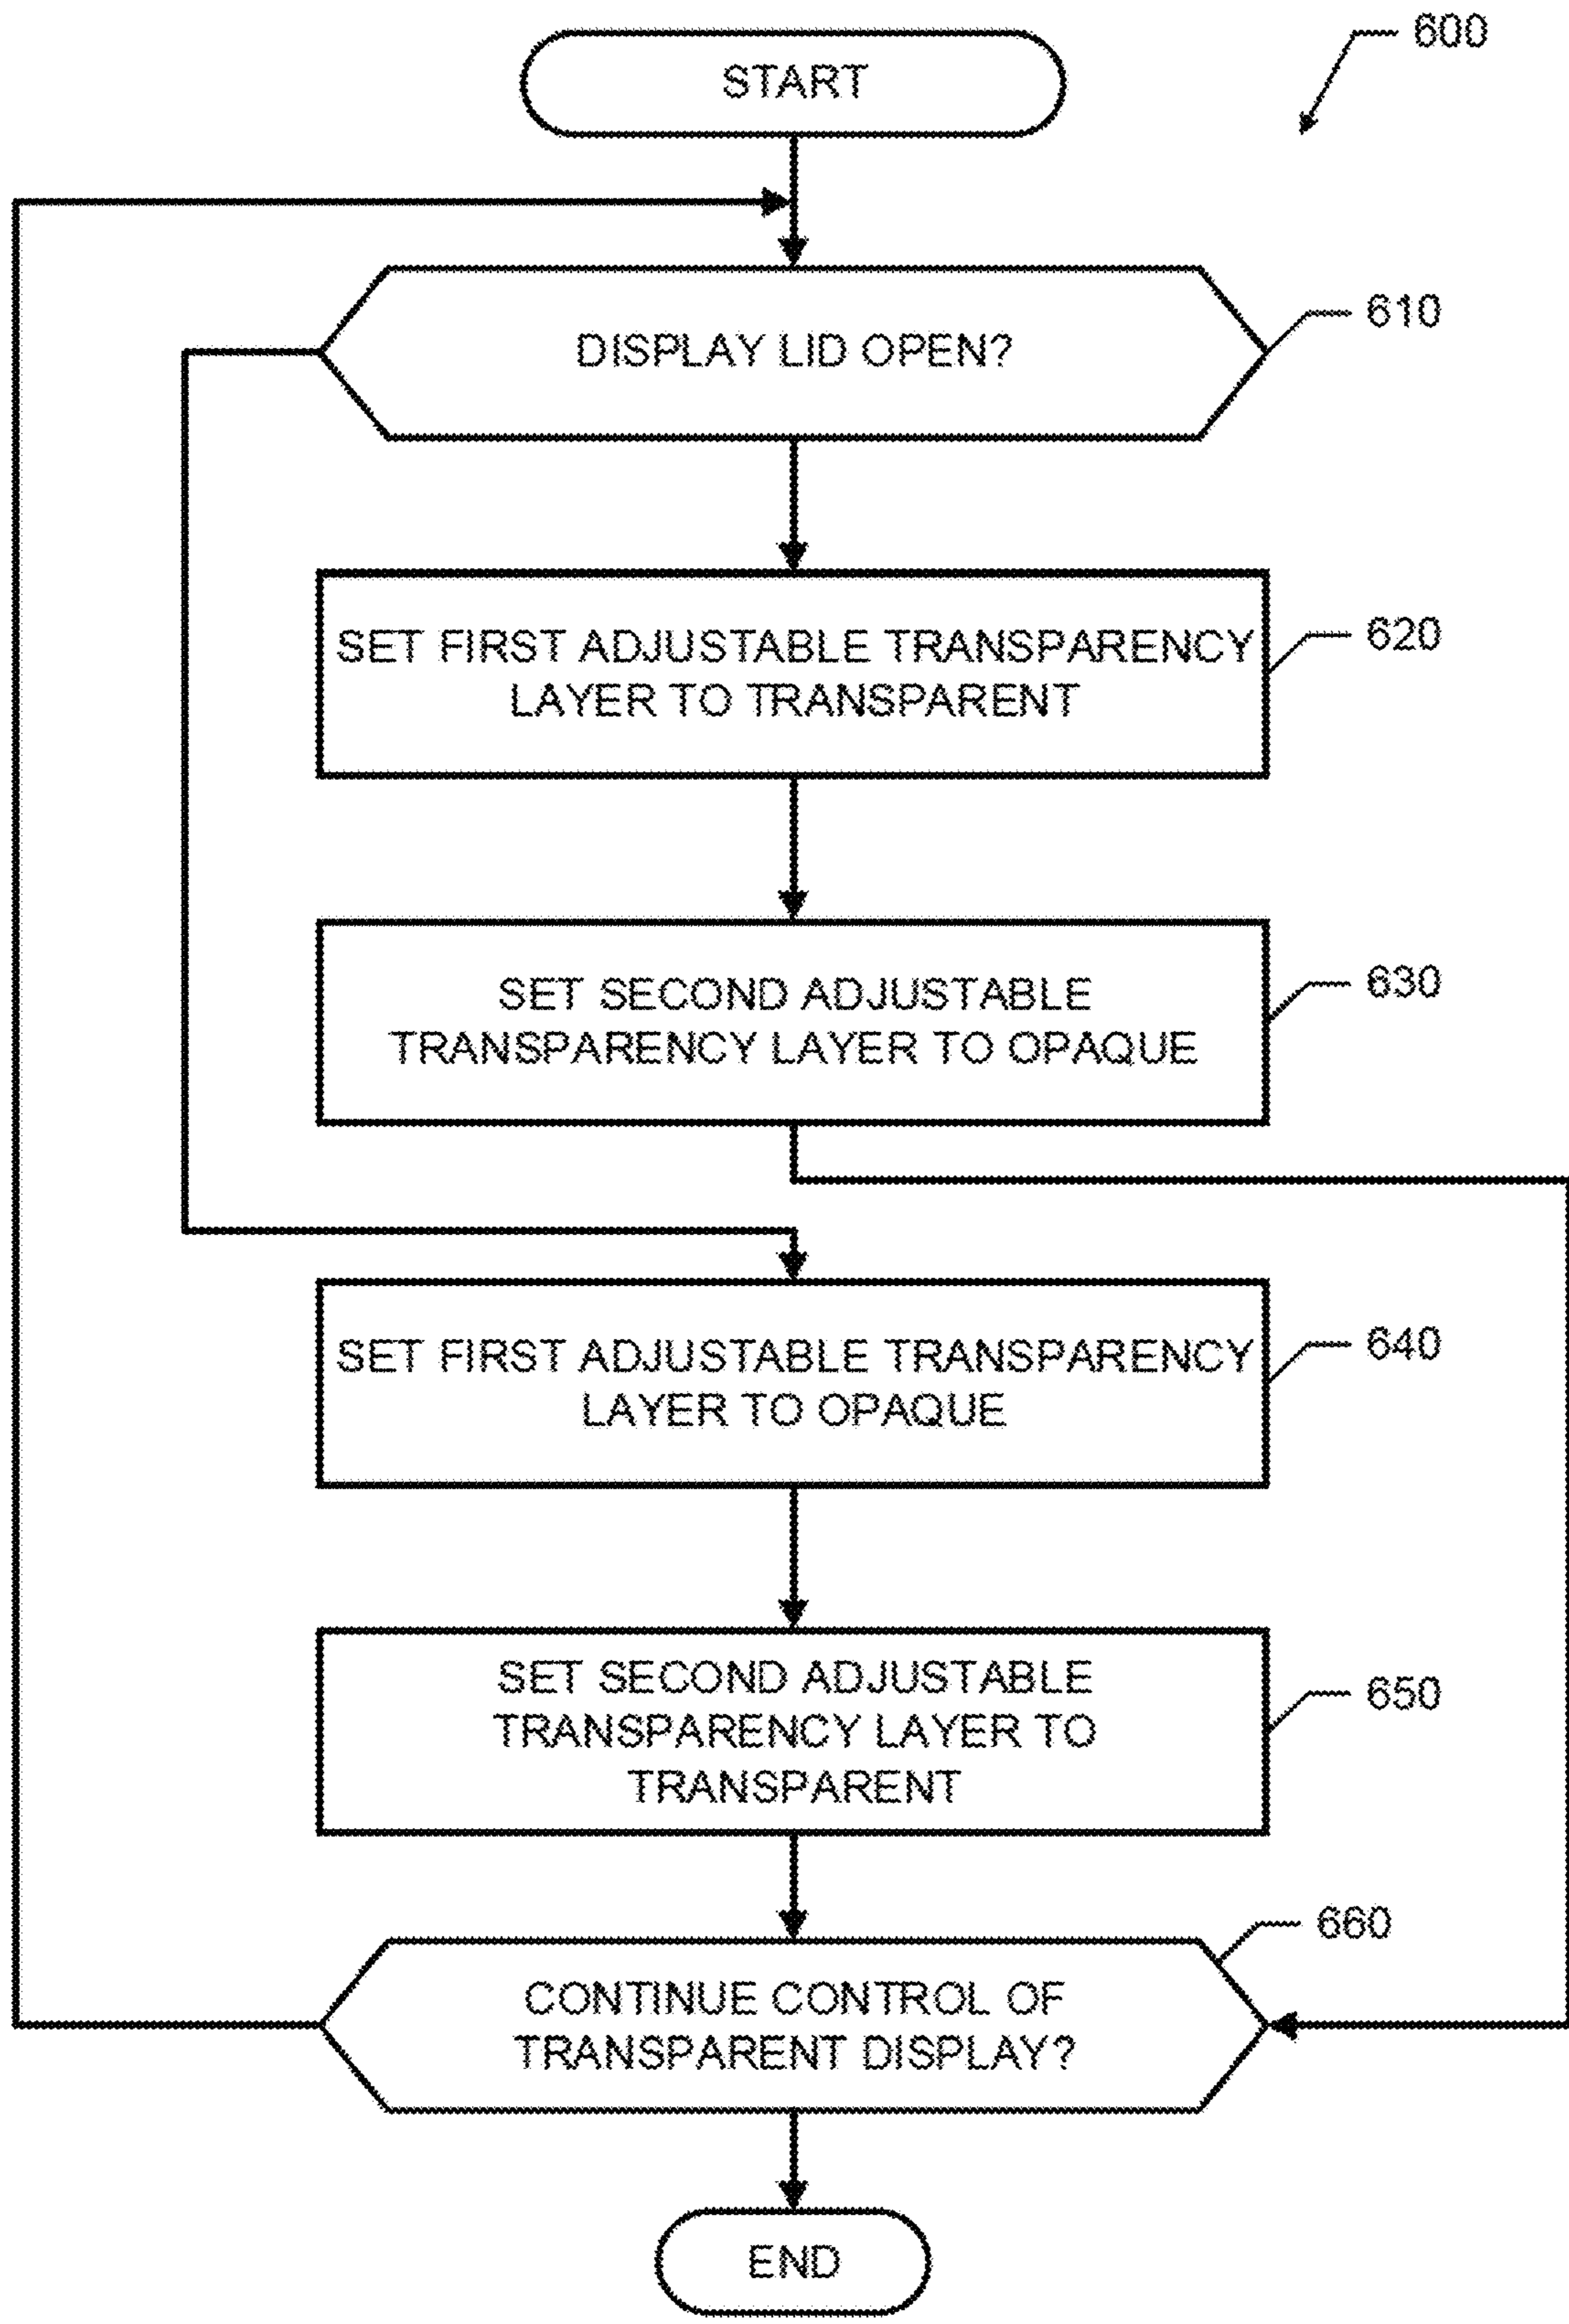 600
START
DISPLAY LID OPEN?
610
SET FIRST ADJUSTABLE TRANSPARENCY
LAYER TO TRANSPARENT
620
SET SECOND ADJUSTABLE
TRANSPARENCY LAYER TO OPAQUE
630
SET FIRST ADJUSTABLE TRANSPARENCY
LAYER TO OPAQUE
640
SET SECOND ADJUSTABLE
TRANSPARENCY LAYER TO
TRANSPARENT
650
CONTINUE CONTROL OF
TRANSPARENT DISPLAY?
660
END